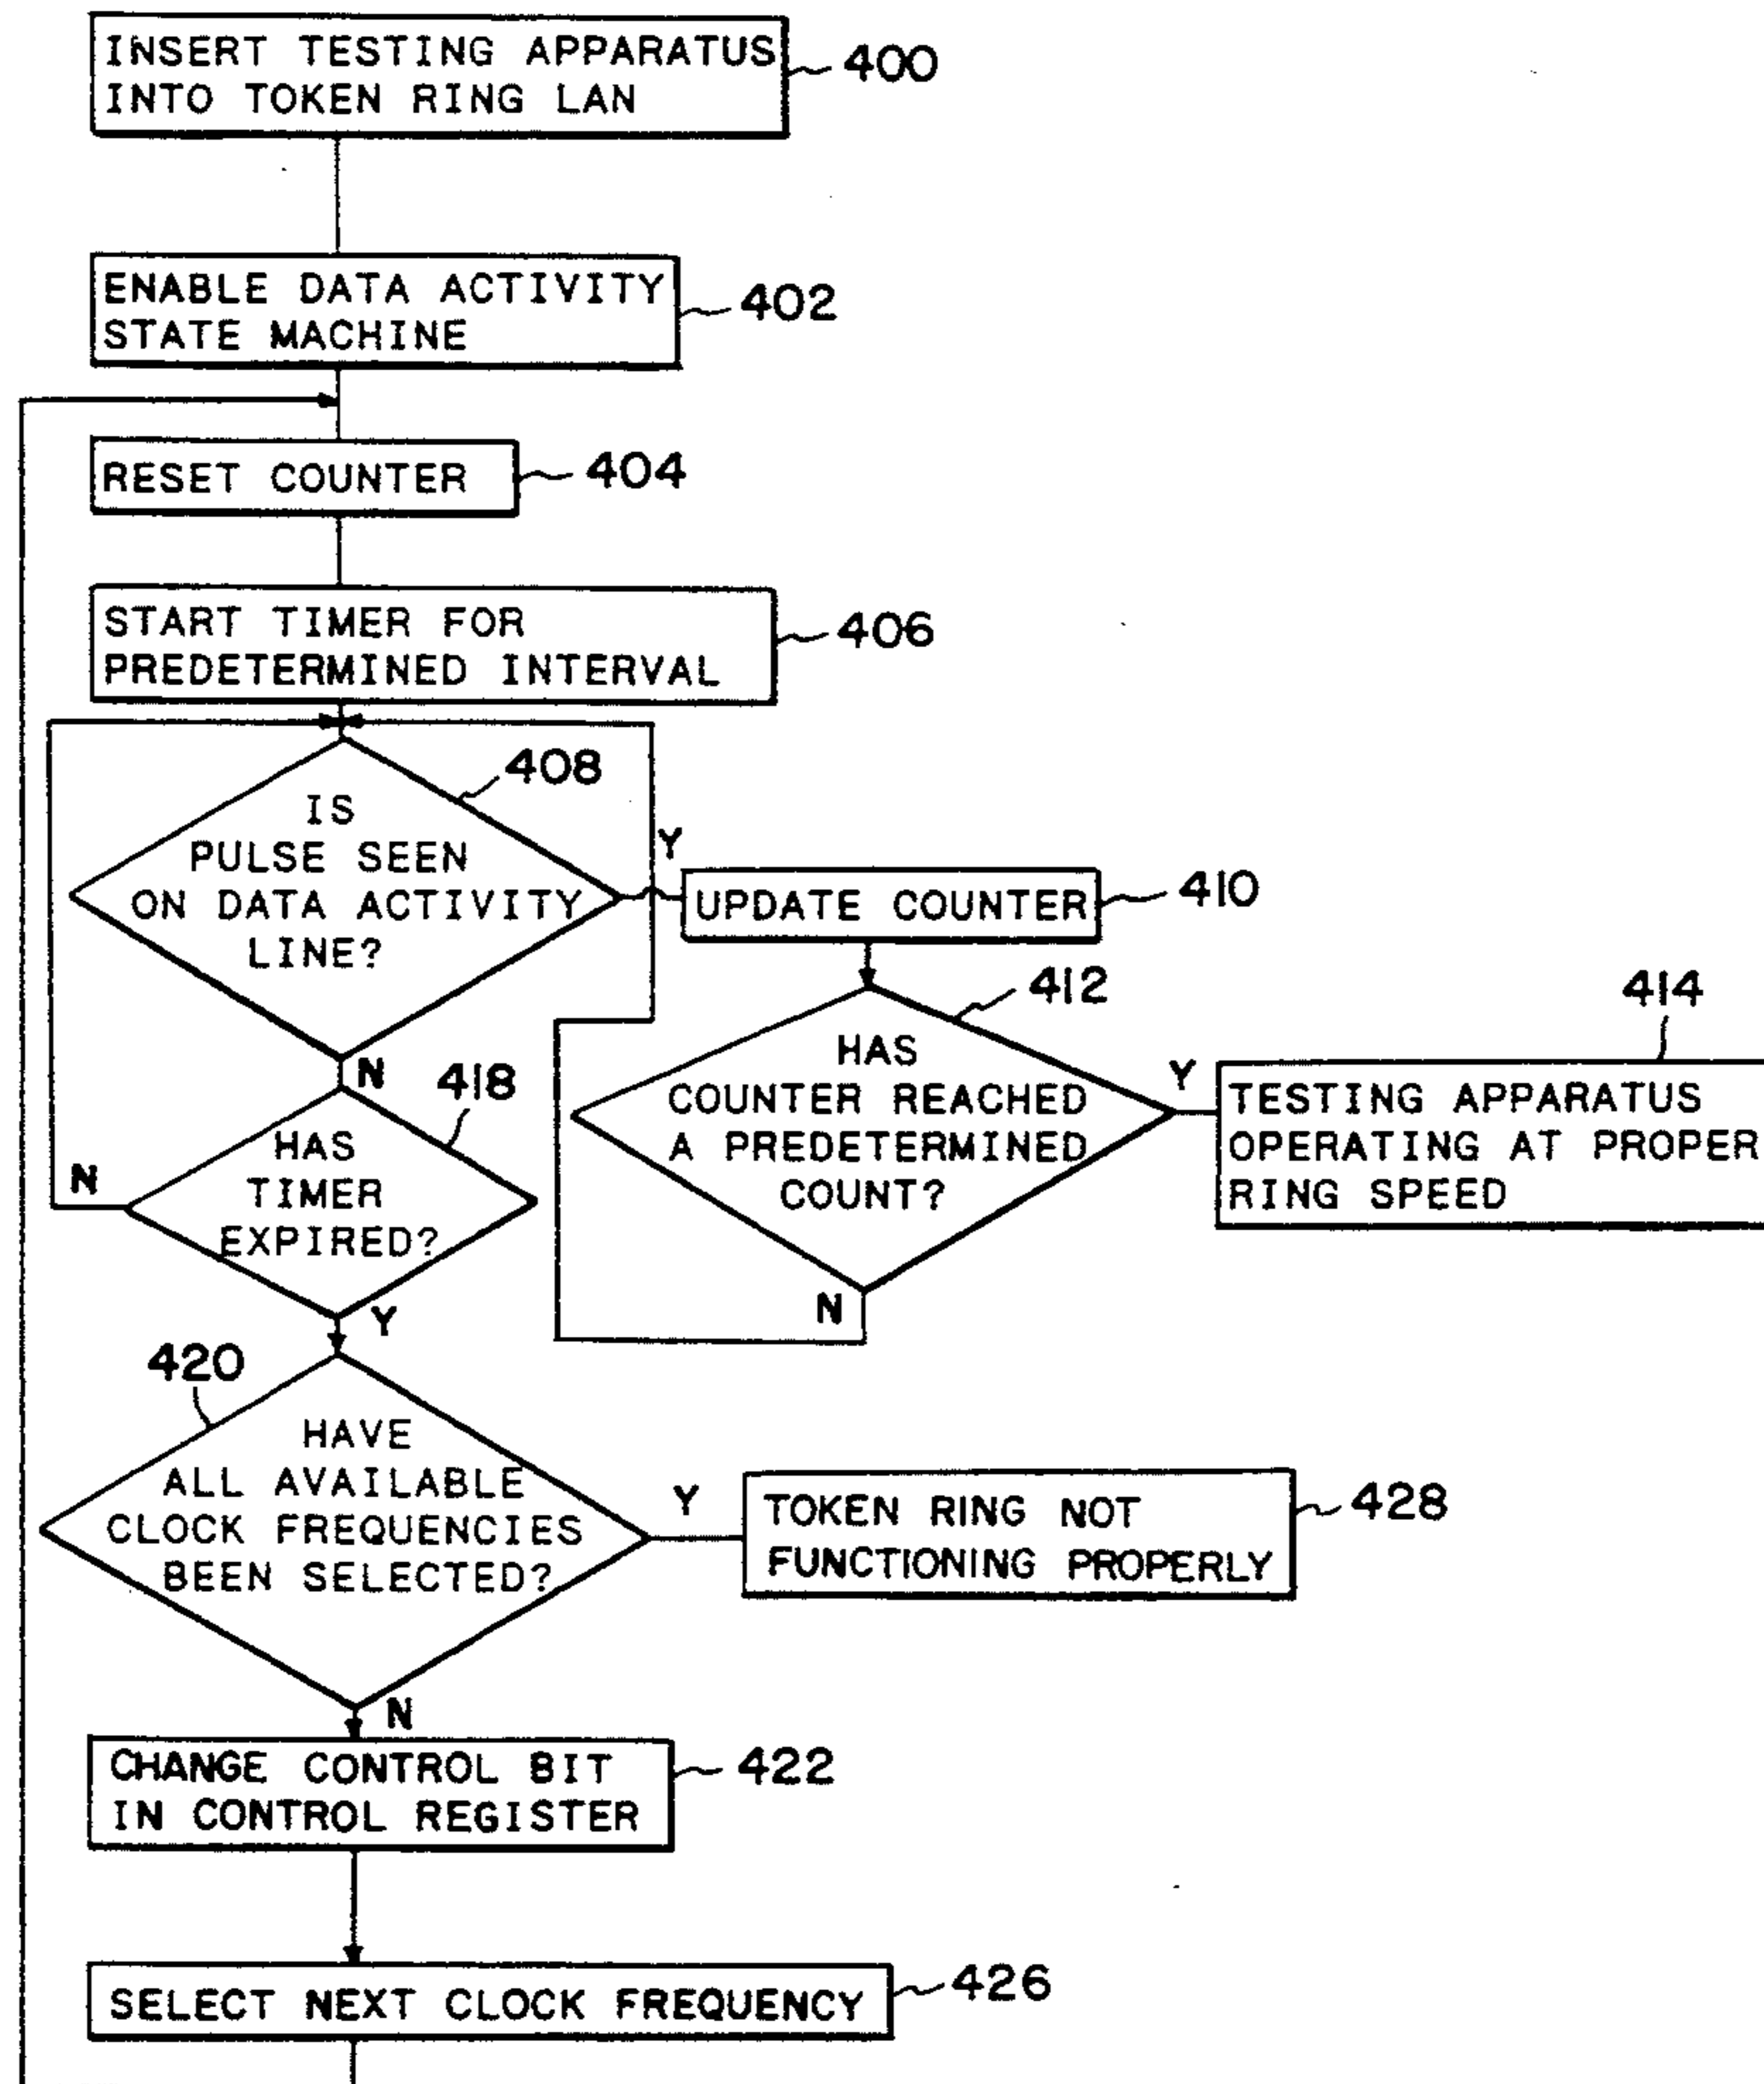 INSERT TESTING APPARATUS
INTO TOKEN RING LAN
400
ENABLE DATA ACTIVITY
STATE MACHINE
402
RESET COUNTER
404
START TIMER FOR
PREDETERMINED INTERVAL
406
408
IS
PULSE SEEN
ON DATA ACTIVITY
LINE?
Y
N
UPDATE COUNTER
410
412
HAS
COUNTER REACHED
A PREDETERMINED
COUNT?
Y
N
414
TESTING APPARATUS
OPERATING AT PROPER
RING SPEED
418
HAS
TIMER
EXPIRED?
N
Y
420
HAVE
ALL AVAILABLE
CLOCK FREQUENCIES
BEEN SELECTED?
Y
N
TOKEN RING NOT
FUNCTIONING PROPERLY
428
CHANGE CONTROL BIT
IN CONTROL REGISTER
422
SELECT NEXT CLOCK FREQUENCY
426